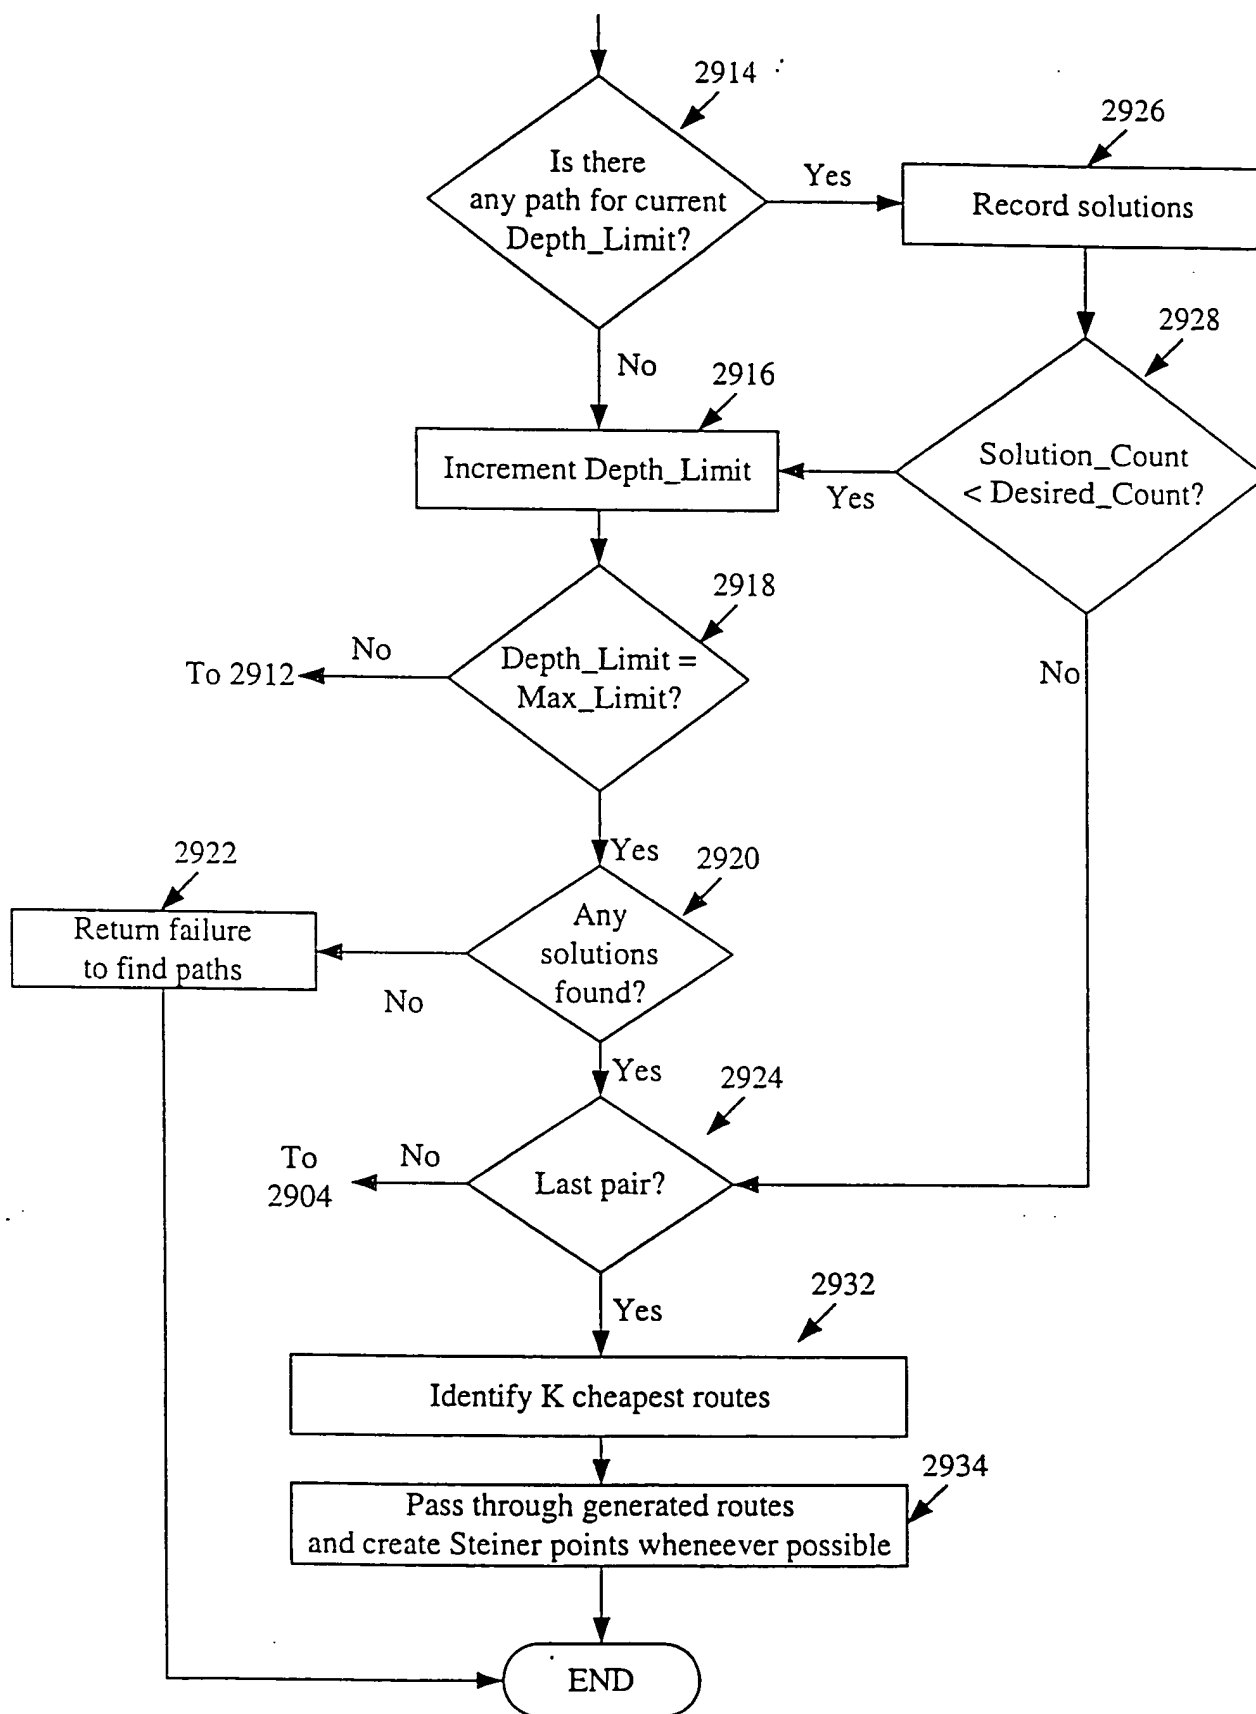 2914
Is there
any path for current
Depth_Limit?
Yes
2926
Record solutions
No
2928
Solution_Count
< Desired_Count?
Yes
No
2916
Increment Depth_Limit
2918
Depth_Limit =
Max_Limit?
No
To 2912
Yes
2920
Any
solutions
found?
No
2922
Return failure
to find paths
Yes
2924
Last pair?
No
To
2904
Yes
2932
Identify K cheapest routes
2934
Pass through generated routes
and create Steiner points wheneever possible
END